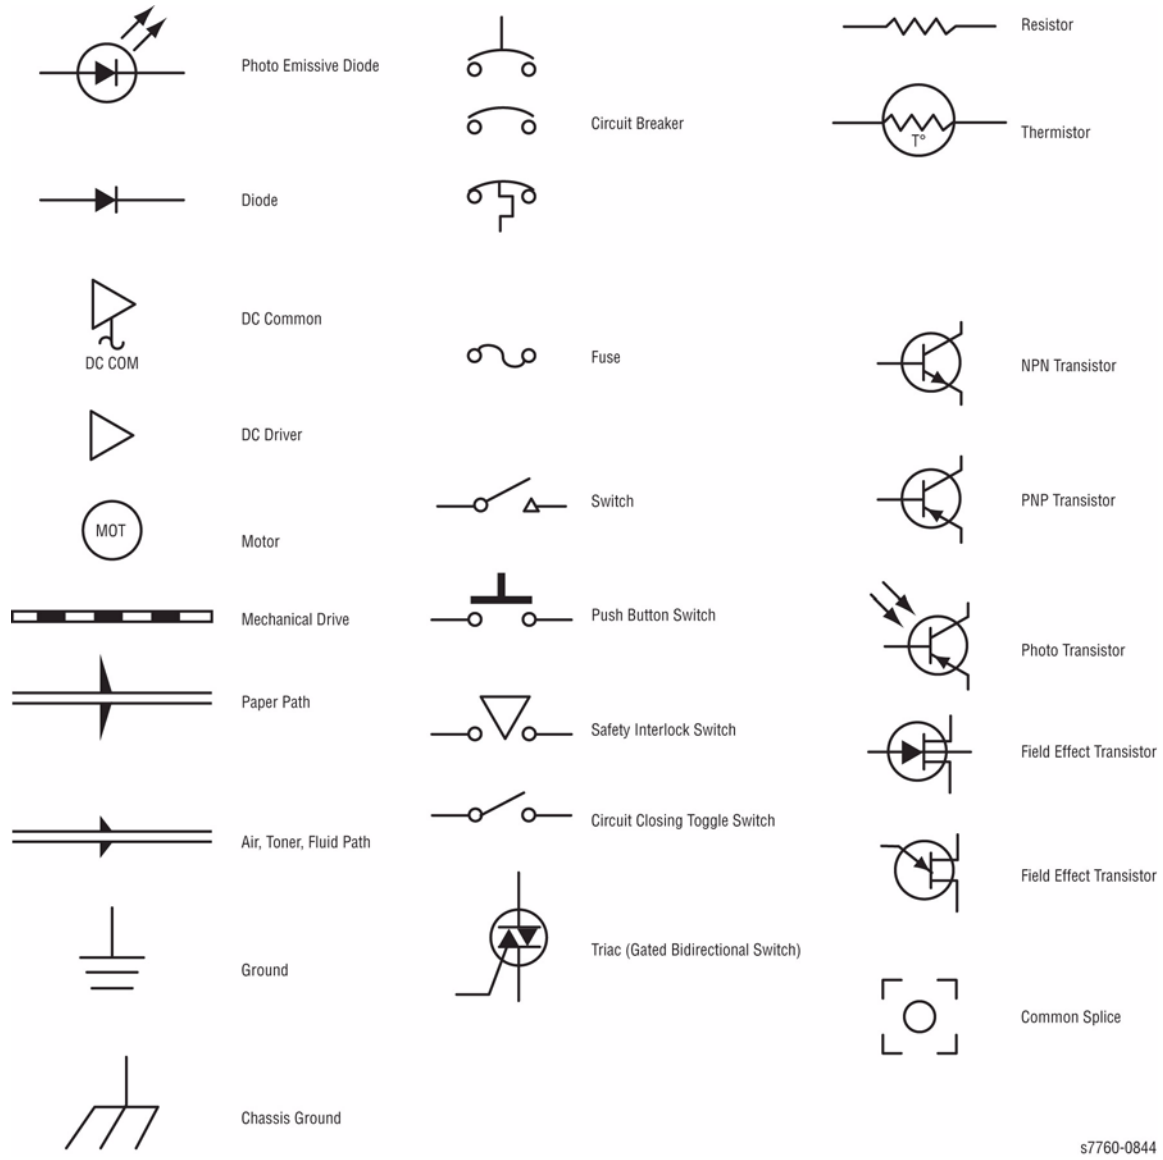 Photo Emissive Diode
Diode
DC Common
DC COM
DC Driver
MOT
Motor
Mechanical Drive
Paper Path
Air, Toner, Fluid Path
Ground
Chassis Ground
Circuit Breaker
Fuse
Switch
Push Button Switch
Safety Interlock Switch
Circuit Closing Toggle Switch
Triac (Gated Bidirectional Switch)
Resistor
T°
Thermistor
NPN Transistor
PNP Transistor
Photo Transistor
Field Effect Transistor
Field Effect Transistor
Common Splice
s7760-0844